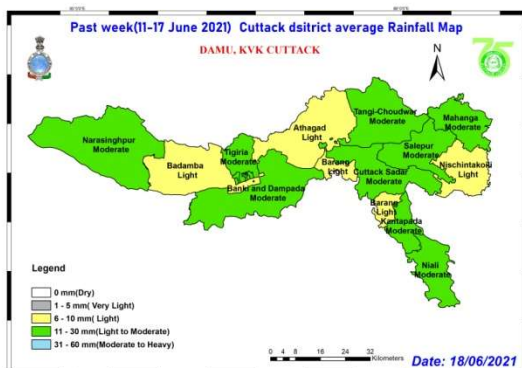 Past week(11-17 June 2021) Cuttack dsitrict average Rainfall Map
DAMU, KVK CUTTACK
N
Tangi-Choudwar
Moderate
Mahanga
Moderate
Athagad
Light
Narasinghpur
Moderate
Tigiria
Moderate
Salepur
Moderate
Badamba
Light
Barang
Light
Cuttack Sadar
Moderate
Nischintakoili
Light
Banki and Dampada
Moderate
Barang
Light
Kantapada
Moderate
Niali
Moderate
Legend
0 mm(Dry)
1 - 5 mm( Very Light)
6 - 10 mm( Light)
11 - 30 mm(Light to Moderate)
31 - 60 mm(Moderate to Heavy)
0 4 8 16 24 32
Kilometers
Date: 18/06/2021